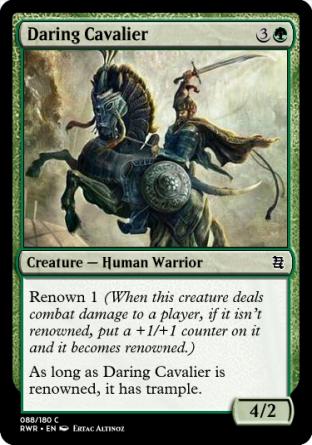 Daring Cavalier 3
Creature — Human Warrior
Renown 1 (When this creature deals
combat damage to a player, if it isn't
renowned, put a +1/+1 counter on it
and it becomes renowned.)
As long as Daring Cavalier is
renowned, it has trample.
4/2
088/180 C
RWR • EN Ertac Altinoz